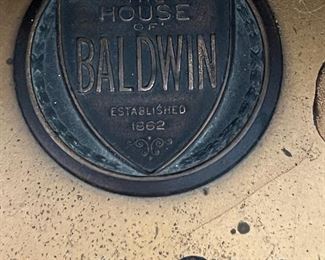 HOUSE
OF
BALDWIN
ESTABLISHED
1862